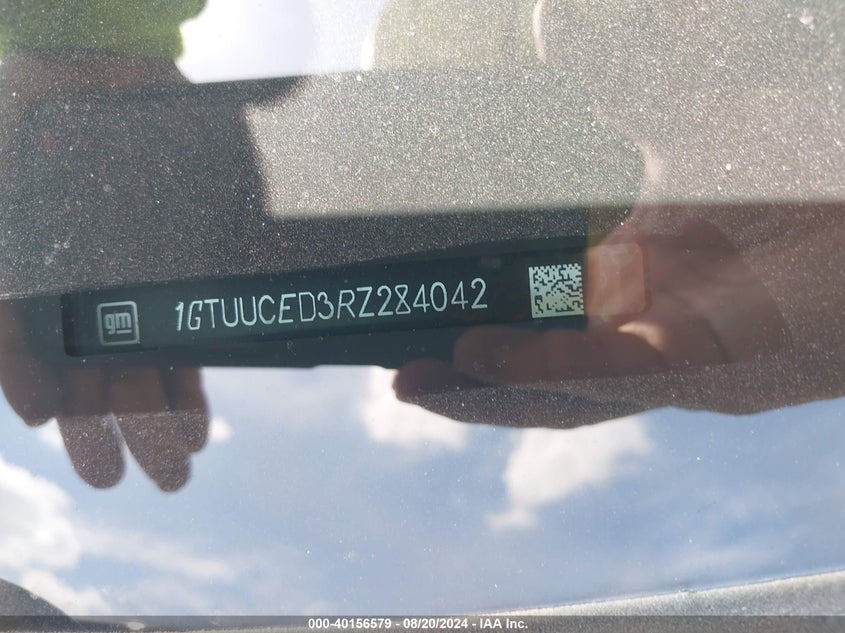 gm 1GTUUCED3RZ284042
000-40156579 - 08/20/2024 - IAA Inc.